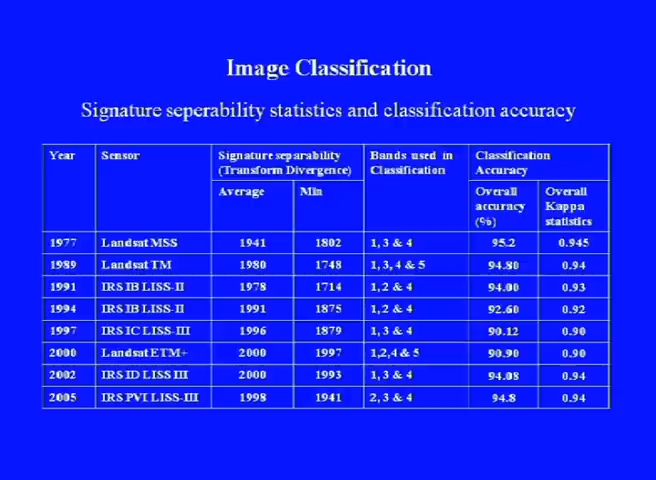 Image Classification
Signature seperability statistics and classification accuracy
Year Sensor Signature separability (Transform Divergence) Bands used in Classification Classification Accuracy
Average Min Overall accuracy (%) Overall Kappa statistics
1977 Landsat MSS 1941 1802 1, 3 & 4 95.2 0.945
1989 Landsat TM 1980 1748 1, 3, 4 & 5 94.80 0.94
1991 IRS IB LISS-II 1978 1714 1,2 & 4 94.00 0.93
1994 IRS IB LISS-II 1991 1875 1,2 & 4 92.60 0.92
1997 IRS IC LISS-III 1996 1879 1, 3 & 4 90.12 0.90
2000 Landsat ETM+ 2000 1997 1,2,4 & 5 90.90 0.90
2002 IRS ID LISS III 2000 1993 1, 3 & 4 94.08 0.94
2005 IRS PVI LISS-III 1998 1941 2, 3 & 4 94.8 0.94